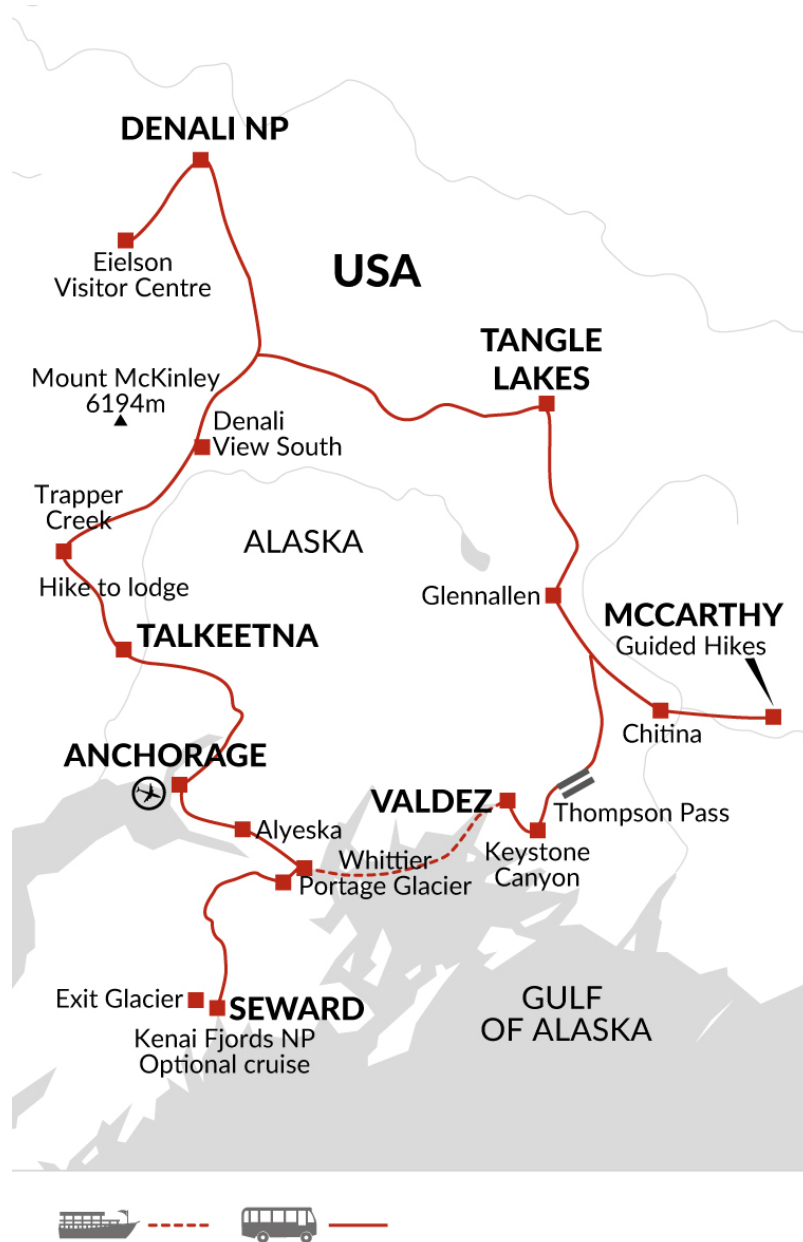 DENALI NP
Eielson
Visitor Centre
USA
TANGLE
LAKES
Mount McKinley
6194m
Denali
View South
Trapper
Creek
ALASKA
Hike to lodge
Glennallen
MCCARTHY
Guided Hikes
TALKEETNA
Chitina
ANCHORAGE
VALDEZ
Thompson Pass
Alyeska
Keystone
Canyon
Whittier
Portage Glacier
Exit Glacier
SEWARD
Kenai Fjords NP
Optional cruise
GULF
OF ALASKA